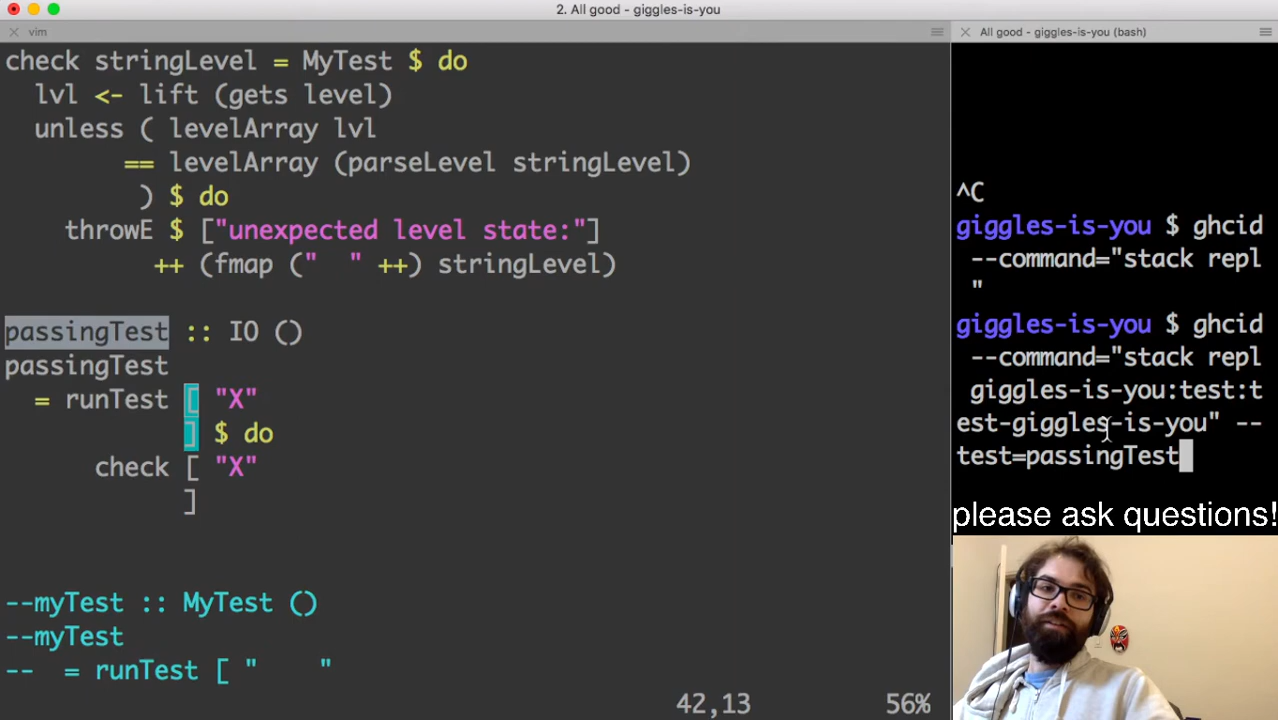 2. All good - giggles-is-you
vim
All good - giggles-is-you (bash)
check stringLevel = MyTest $ do
lvl <- lift (gets level)
unless ( levelArray lvl
== levelArray (parseLevel stringLevel)
) $ do
throwE $ ["unexpected level state:"]
++ (fmap ("  " ++) stringLevel)
passingTest :: IO ()
passingTest
= runTest [ "X"
] $ do
check [ "X"
]
--myTest :: MyTest ()
--myTest
--  = runTest [ "    "
42,13 56%
^C
giggles-is-you $ ghcid
--command="stack repl
"
giggles-is-you $ ghcid
--command="stack repl
giggles-is-you:test:t
est-giggles-is-you" --
test=passingTest
please ask questions!